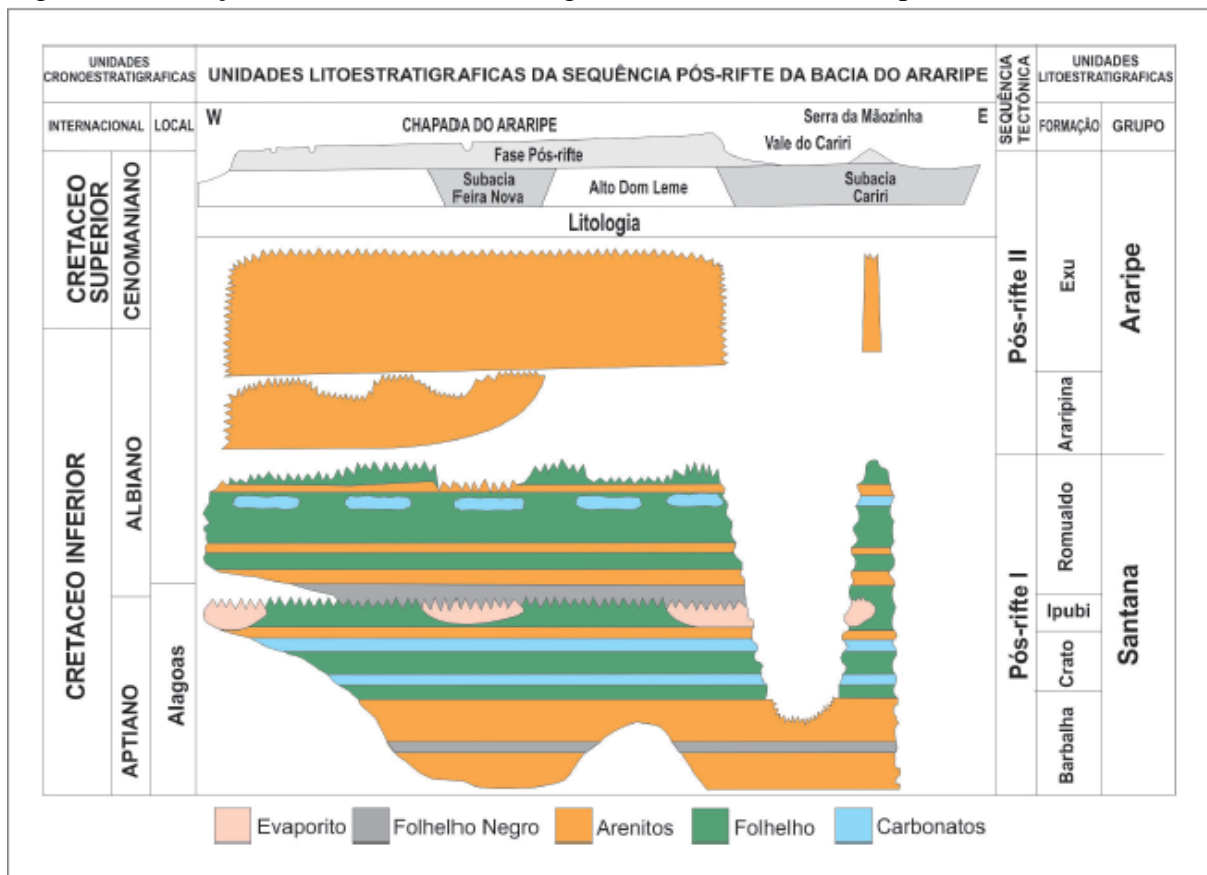 UNIDADES
CRONOESTRATIGRAFICAS
UNIDADES LITOESTRATIGRAFICAS DA SEQUÊNCIA PÓS-RIFTE DA BACIA DO ARARIPE
SEQUÊNCIA
TECTÔNICA
UNIDADES
LITOESTRATIGRAFICAS
INTERNACIONAL
LOCAL
W
CHAPADA DO ARARIPE
Serra da Mãozinha
E
Vale do Cariri
FORMAÇÃO
GRUPO
Fase Pós-rifte
Subacia
Feira Nova
Alto Dom Leme
Subacia
Cariri
Litologia
CRETACEO
SUPERIOR
CENOMANIANO
CRETACEO INFERIOR
ALBIANO
APTIANO
Alagoas
Pós-rifte II
Pós-rifte I
Exu
Araripina
Romualdo
Ipubi
Crato
Barbalha
Araripe
Santana
Evaporito
Folhelho Negro
Arenitos
Folhelho
Carbonatos